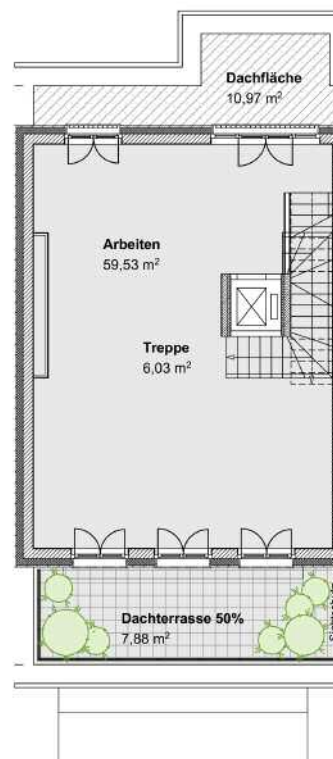 Dachfläche
10,97 m²
Arbeiten
59,53 m²
Treppe
6,03 m²
Dachterrasse 50%
7,88 m²